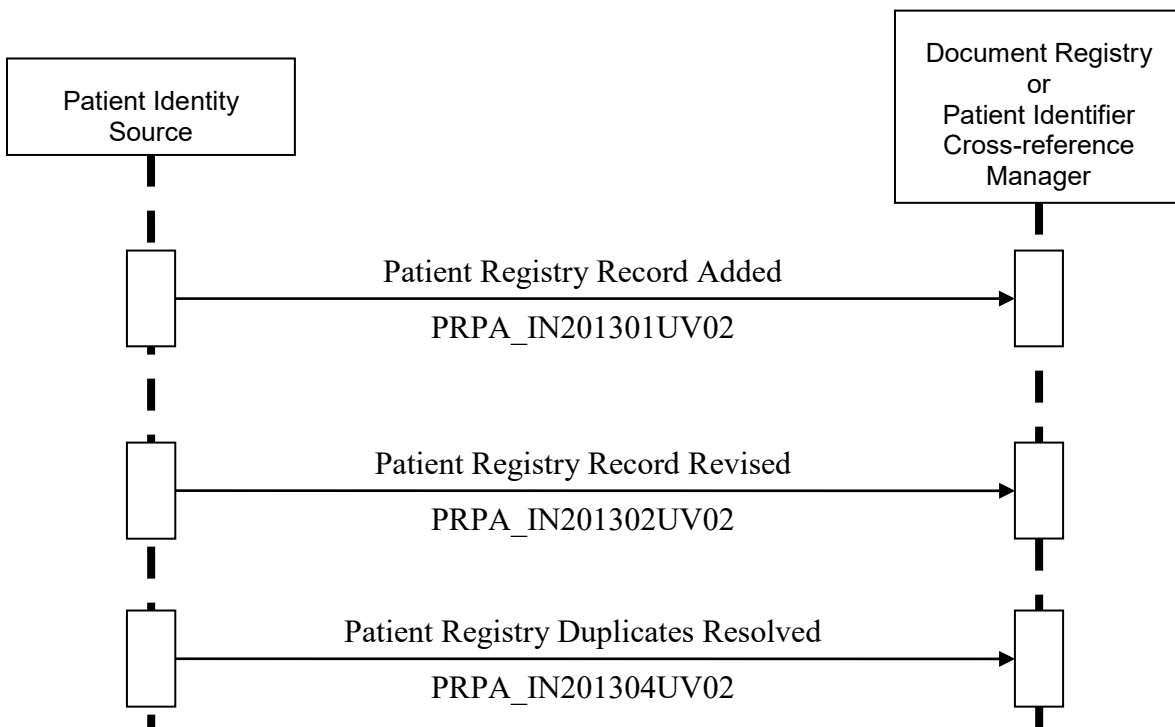 Patient Identity
Source
Document Registry
or
Patient Identifier
Cross-reference
Manager
Patient Registry Record Added
PRPA_IN201301UV02
Patient Registry Record Revised
PRPA_IN201302UV02
Patient Registry Duplicates Resolved
PRPA_IN201304UV02